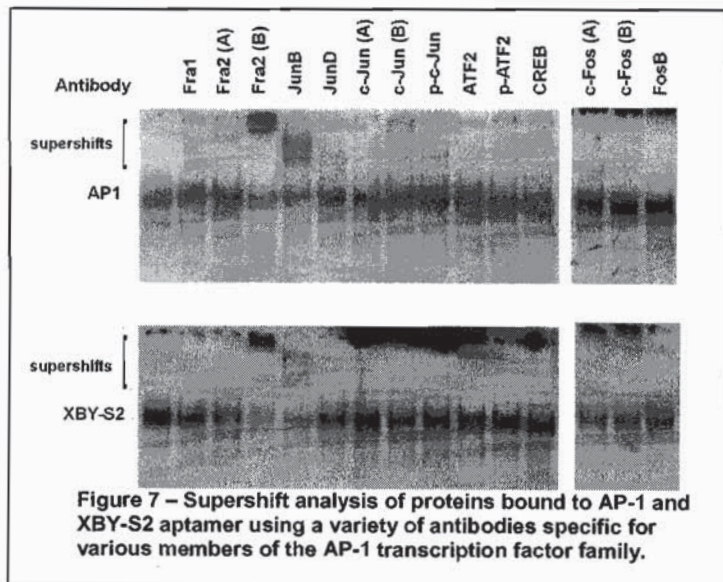 Antibody
Fra1
Fra2 (A)
Fra2 (B)
JunB
JunD
c-Jun (A)
c-Jun (B)
p-c-Jun
ATF2
p-ATF2
CREB
c-Fos (A)
c-Fos (B)
FosB
supershifts
AP1
supershifts
XBY-S2
Figure 7 – Supershift analysis of proteins bound to AP-1 and
XBY-S2 aptamer using a variety of antibodies specific for
various members of the AP-1 transcription factor family.